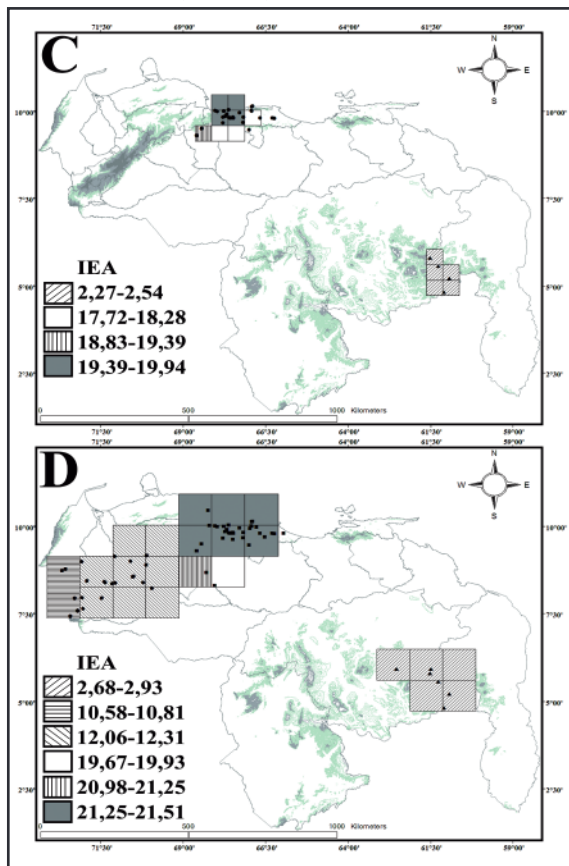 C
71°30' 69°00' 66°30' 64°00' 61°30' 59°00'
N
W E
S
10°00' 10°00'
7°30' 7°30'
5°00' 5°00'
2°30' 2°30'
IEA
2,27-2,54
17,72-18,28
18,83-19,39
19,39-19,94
0 500 1000 Kilometers
71°30' 69°00' 66°30' 64°00' 61°30' 59°00'
D
N
W E
S
10°00' 10°00'
7°30' 7°30'
5°00' 5°00'
2°30' 2°30'
IEA
2,68-2,93
10,58-10,81
12,06-12,31
19,67-19,93
20,98-21,25
21,25-21,51
0 500 1000 Kilometers
71°30' 69°00' 66°30' 64°00' 61°30' 59°00'